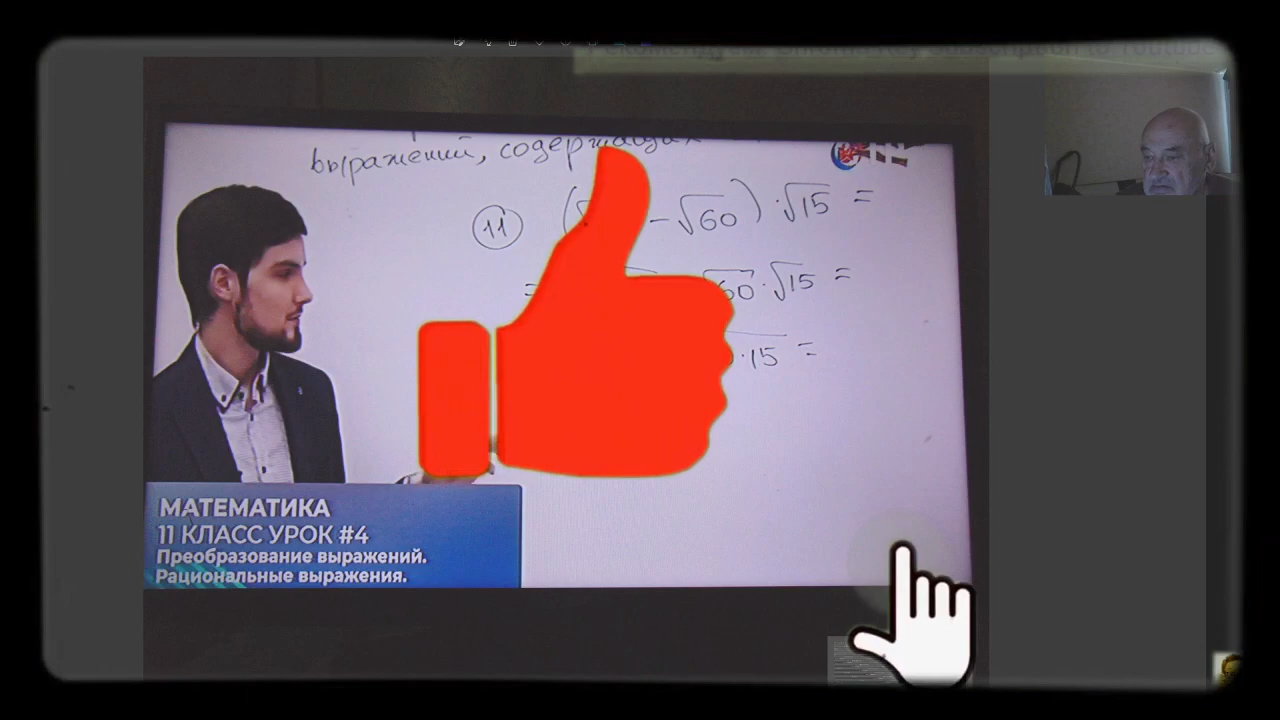 выражений, содержащих
11 ( √ - √60 ) · √15 =
= √60 · √15 =
· 15 =
МАТЕМАТИКА
11 КЛАСС УРОК #4
Преобразование выражений.
Рациональные выражения.